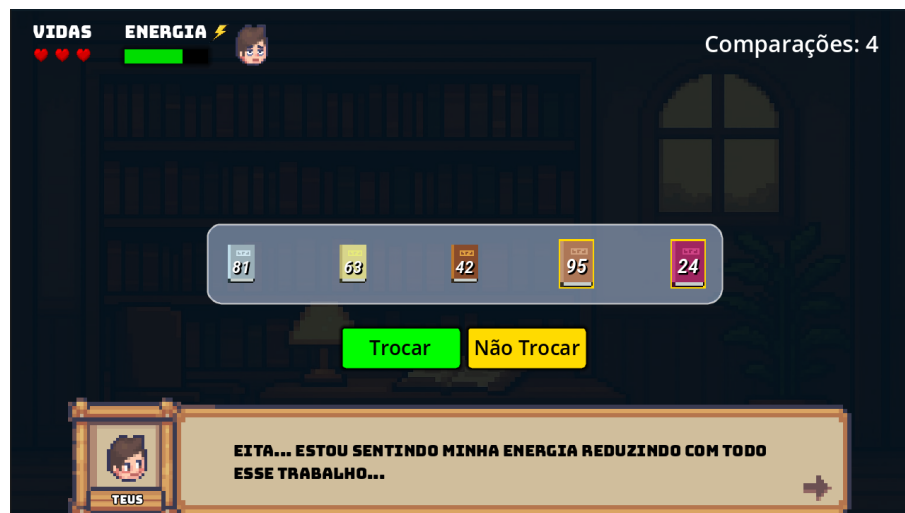 VIDAS ENERGIA
Comparações: 4
81 63 42 95 24
Trocar Não Trocar
EITA... ESTOU SENTINDO MINHA ENERGIA REDUZINDO COM TODO
ESSE TRABALHO...
TEUS